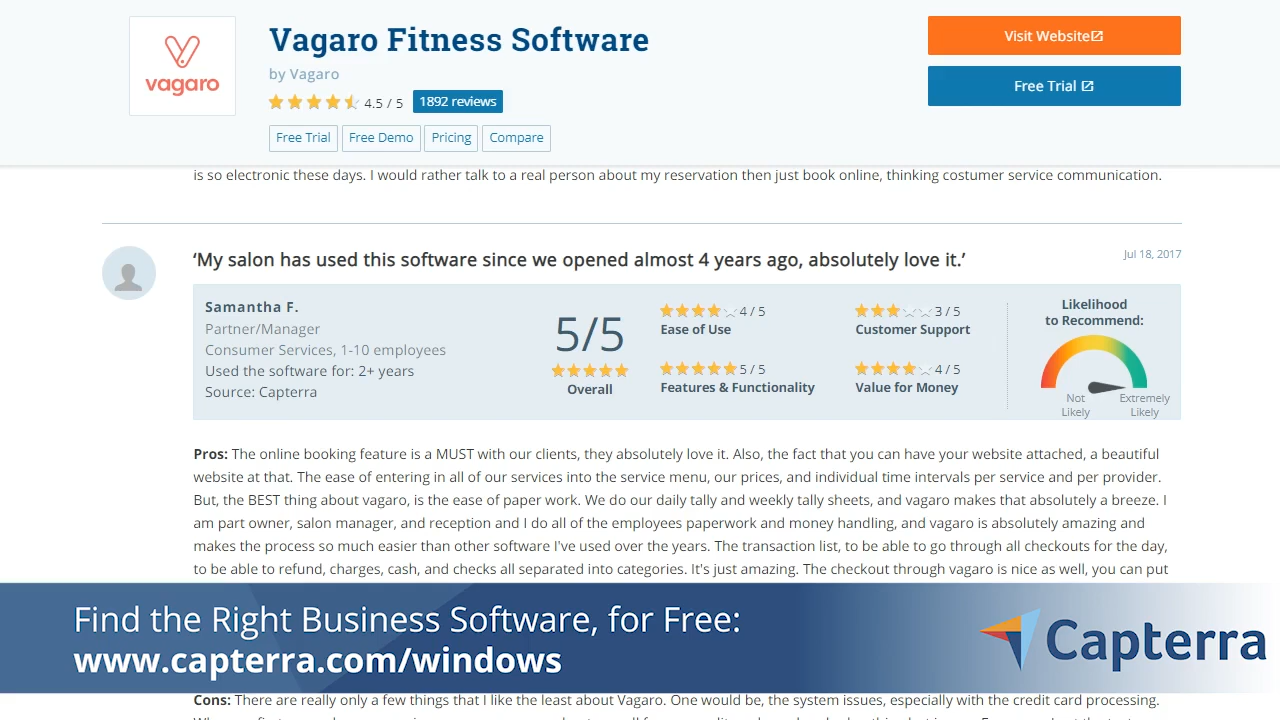 vagaro
Vagaro Fitness Software
by Vagaro
4.5 / 5 1892 reviews
Free Trial Free Demo Pricing Compare
Visit Website
Free Trial
is so electronic these days. I would rather talk to a real person about my reservation then just book online, thinking costumer service communication.
‘My salon has used this software since we opened almost 4 years ago, absolutely love it.’
Jul 18, 2017
Samantha F.
Partner/Manager
Consumer Services, 1-10 employees
Used the software for: 2+ years
Source: Capterra
5/5
Overall
4 / 5
Ease of Use
5 / 5
Features & Functionality
3 / 5
Customer Support
4 / 5
Value for Money
Likelihood
to Recommend:
Not
Likely
Extremely
Likely
Pros: The online booking feature is a MUST with our clients, they absolutely love it. Also, the fact that you can have your website attached, a beautiful
website at that. The ease of entering in all of our services into the service menu, our prices, and individual time intervals per service and per provider.
But, the BEST thing about vagaro, is the ease of paper work. We do our daily tally and weekly tally sheets, and vagaro makes that absolutely a breeze. I
am part owner, salon manager, and reception and I do all of the employees paperwork and money handling, and vagaro is absolutely amazing and
makes the process so much easier than other software I've used over the years. The transaction list, to be able to go through all checkouts for the day,
to be able to refund, charges, cash, and checks all separated into categories. It's just amazing. The checkout through vagaro is nice as well, you can put
Find the Right Business Software, for Free:
www.capterra.com/windows
Capterra
Cons: There are really only a few things that I like the least about Vagaro. One would be, the system issues, especially with the credit card processing.